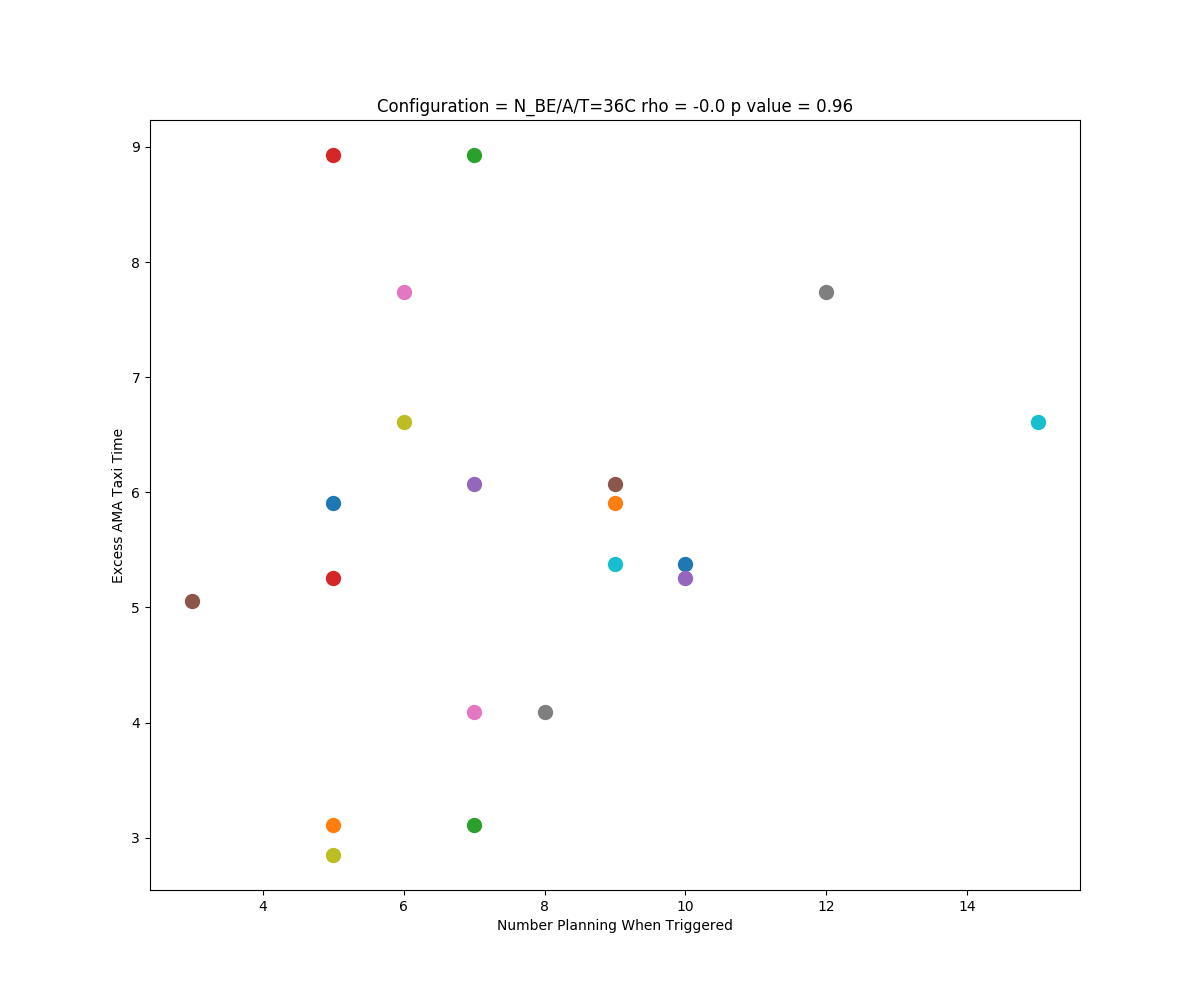 Configuration = N_BE/A/T=36C rho = -0.0 p value = 0.96
9
8
7
6
5
4
3
Excess AMA Taxi Time
4 6 8 10 12 14
Number Planning When Triggered